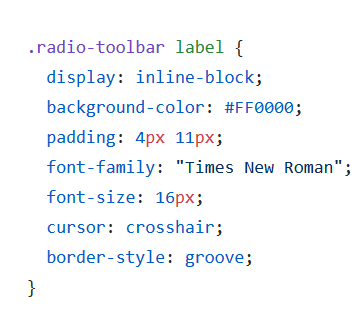 .radio-toolbar label {
  display: inline-block;
  background-color: #FF0000;
  padding: 4px 11px;
  font-family: "Times New Roman";
  font-size: 16px;
  cursor: crosshair;
  border-style: groove;
}